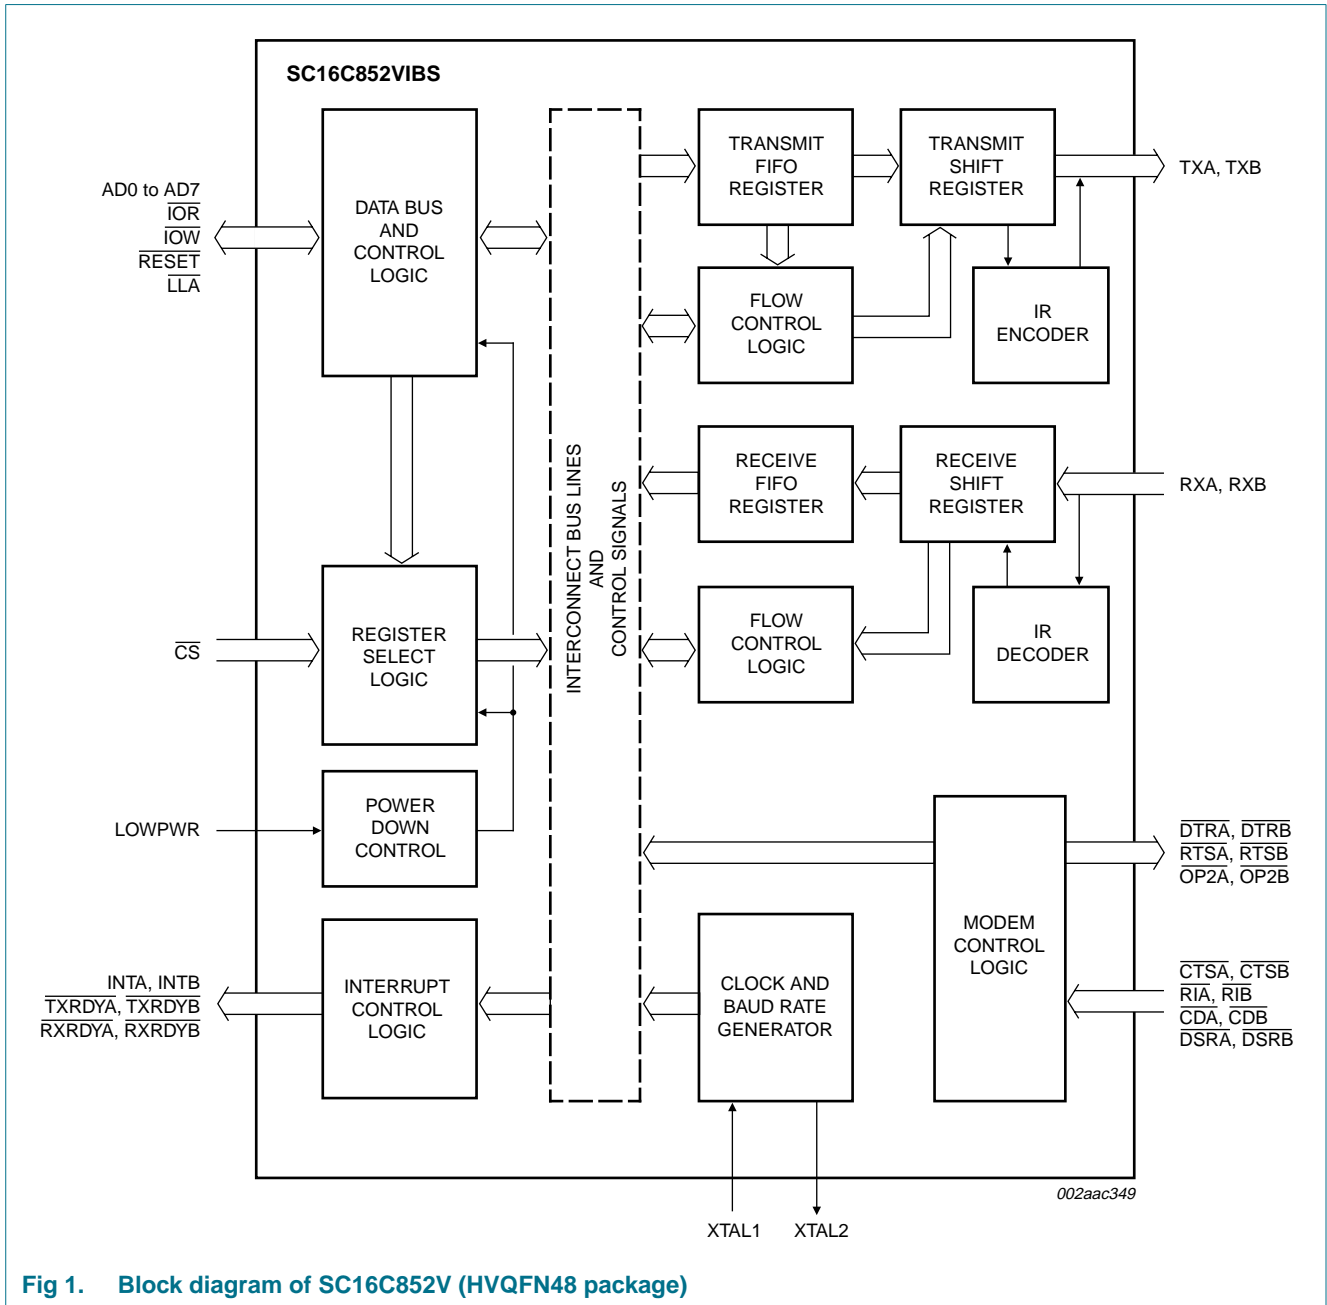 SC16C852VIBS
AD0 to AD7
IOR
IOW
RESET
LLA
DATA BUS
AND
CONTROL
LOGIC
TRANSMIT
FIFO
REGISTER
TRANSMIT
SHIFT
REGISTER
TXA, TXB
FLOW
CONTROL
LOGIC
IR
ENCODER
INTERCONNECT BUS LINES
AND
CONTROL SIGNALS
RECEIVE
FIFO
REGISTER
RECEIVE
SHIFT
REGISTER
RXA, RXB
CS
REGISTER
SELECT
LOGIC
FLOW
CONTROL
LOGIC
IR
DECODER
LOWPWR
POWER
DOWN
CONTROL
DTRA, DTRB
RTSA, RTSB
OP2A, OP2B
MODEM
CONTROL
LOGIC
INTA, INTB
TXRDYA, TXRDYB
RXRDYA, RXRDYB
INTERRUPT
CONTROL
LOGIC
CLOCK AND
BAUD RATE
GENERATOR
CTSA, CTSB
RIA, RIB
CDA, CDB
DSRA, DSRB
XTAL1
XTAL2
002aac349
Fig 1. Block diagram of SC16C852V (HVQFN48 package)